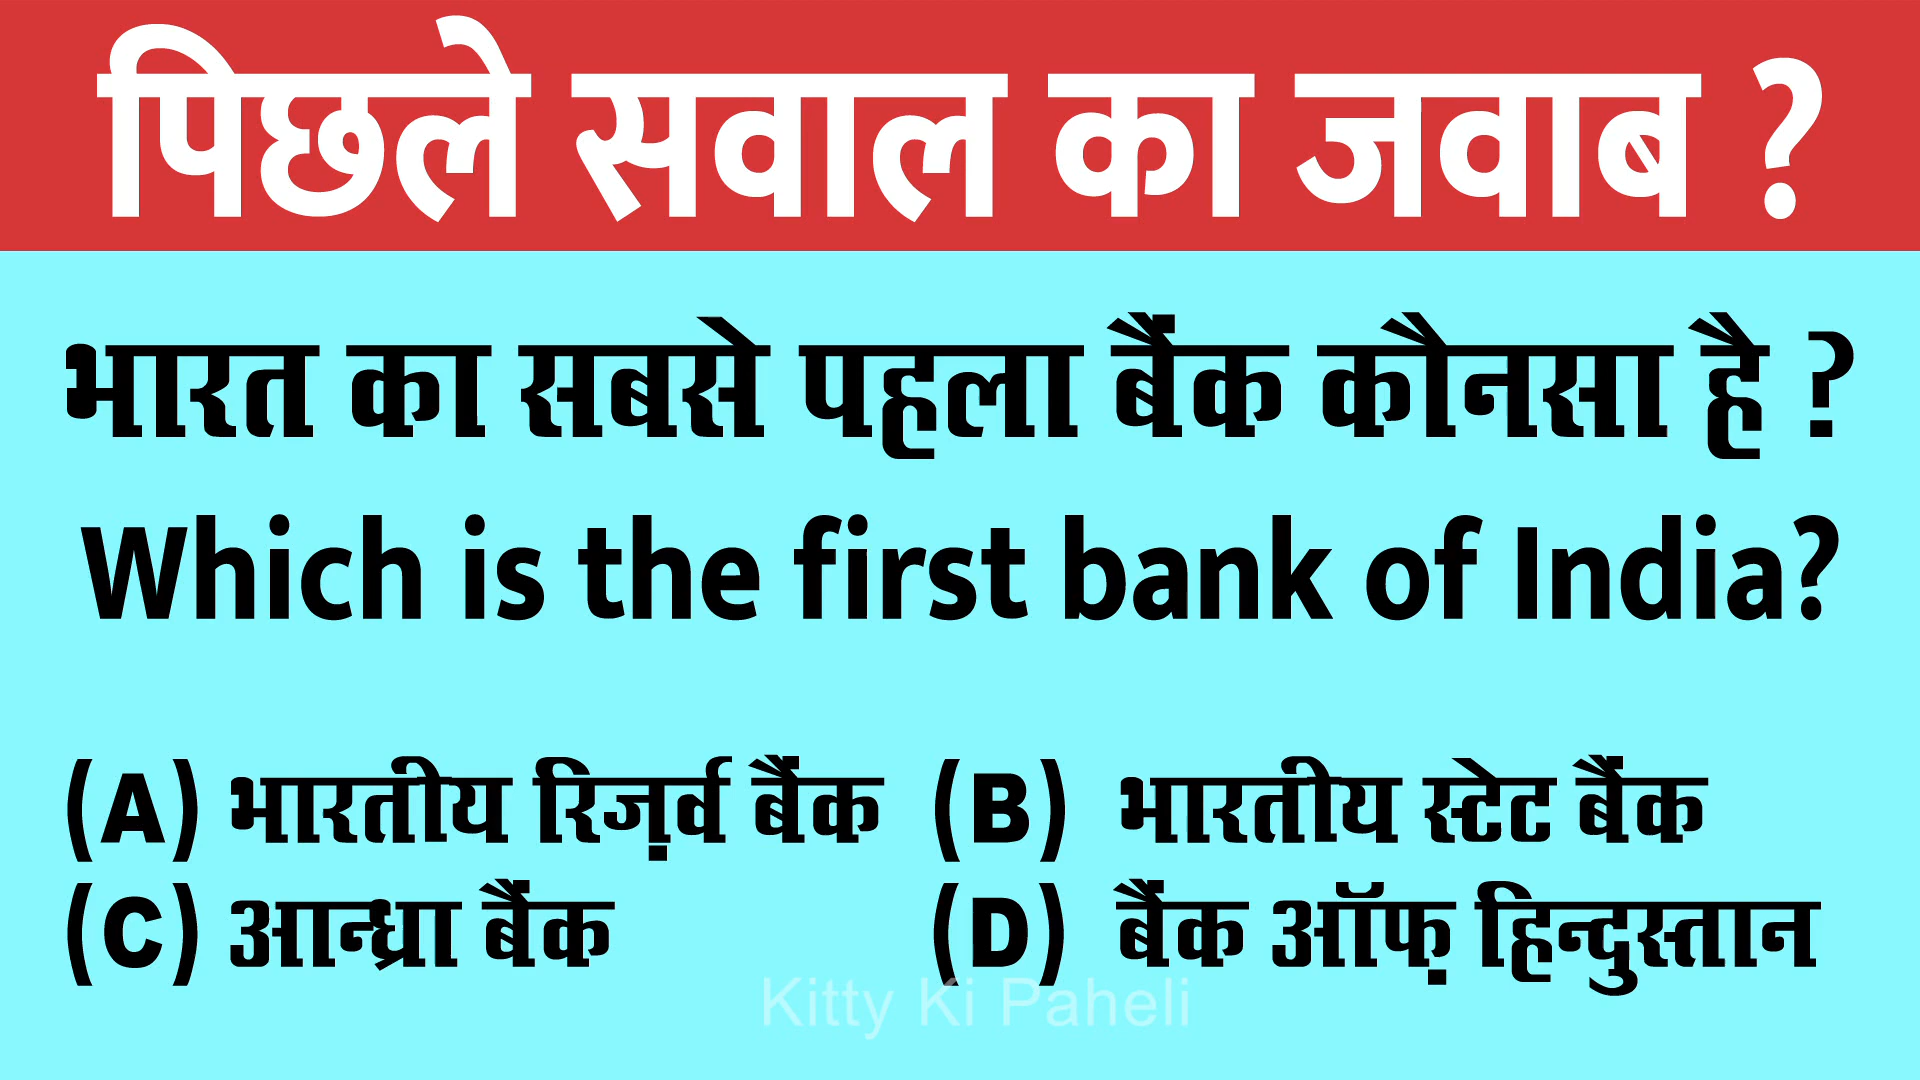 पिछले सवाल का जवाब ?
भारत का सबसे पहला बैंक कौनसा है ?
Which is the first bank of India?
(A) भारतीय रिज़र्व बैंक (B) भारतीय स्टेट बैंक
(C) आन्ध्रा बैंक (D) बैंक ऑफ़ हिन्दुस्तान
Kitty Ki Paheli